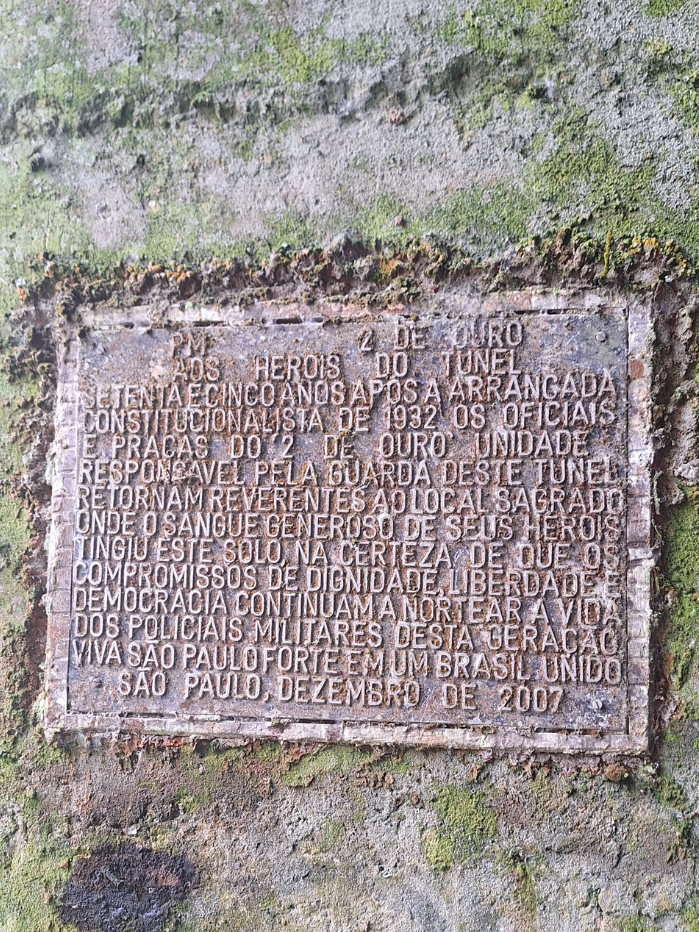 PM 2 DE OURO
AOS HEROIS DO TUNEL
SETENTA E CINCO ANOS APOS A ARRANCADA
CONSTITUCIONALISTA DE 1932 OS OFICIAIS
E PRACAS DO "2 DE OURO" UNIDADE
RESPONSAVEL PELA GUARDA DESTE TUNEL
RETORNAM REVERENTES AO LOCAL SAGRADO
ONDE O SANGUE GENEROSO DE SEUS HEROIS
TINGIU ESTE SOLO, NA CERTEZA DE QUE OS
COMPROMISSOS DE DIGNIDADE, LIBERDADE E
DEMOCRACIA CONTINUAM A NORTEAR A VIDA
DOS POLICIAIS MILITARES DESTA GERAÇÃO
VIVA SÃO PAULO FORTE EM UM BRASIL UNIDO
SÃO PAULO, DEZEMBRO DE 2007